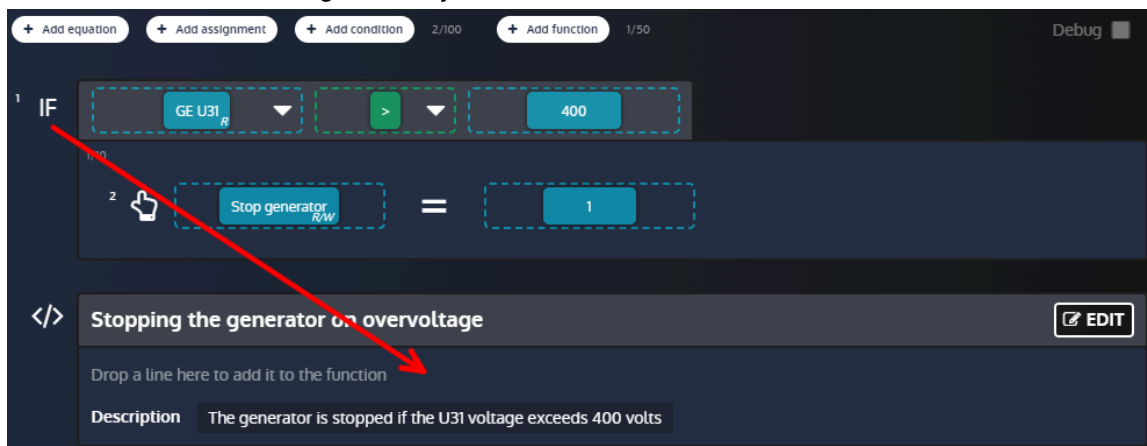 + Add equation + Add assignment + Add condition 2/100 + Add function 1/50 Debug
1 IF GE U31 R > 400
1/10
2 Stop generator R/W = 1
</> Stopping the generator on overvoltage EDIT
Drop a line here to add it to the function
Description The generator is stopped if the U31 voltage exceeds 400 volts